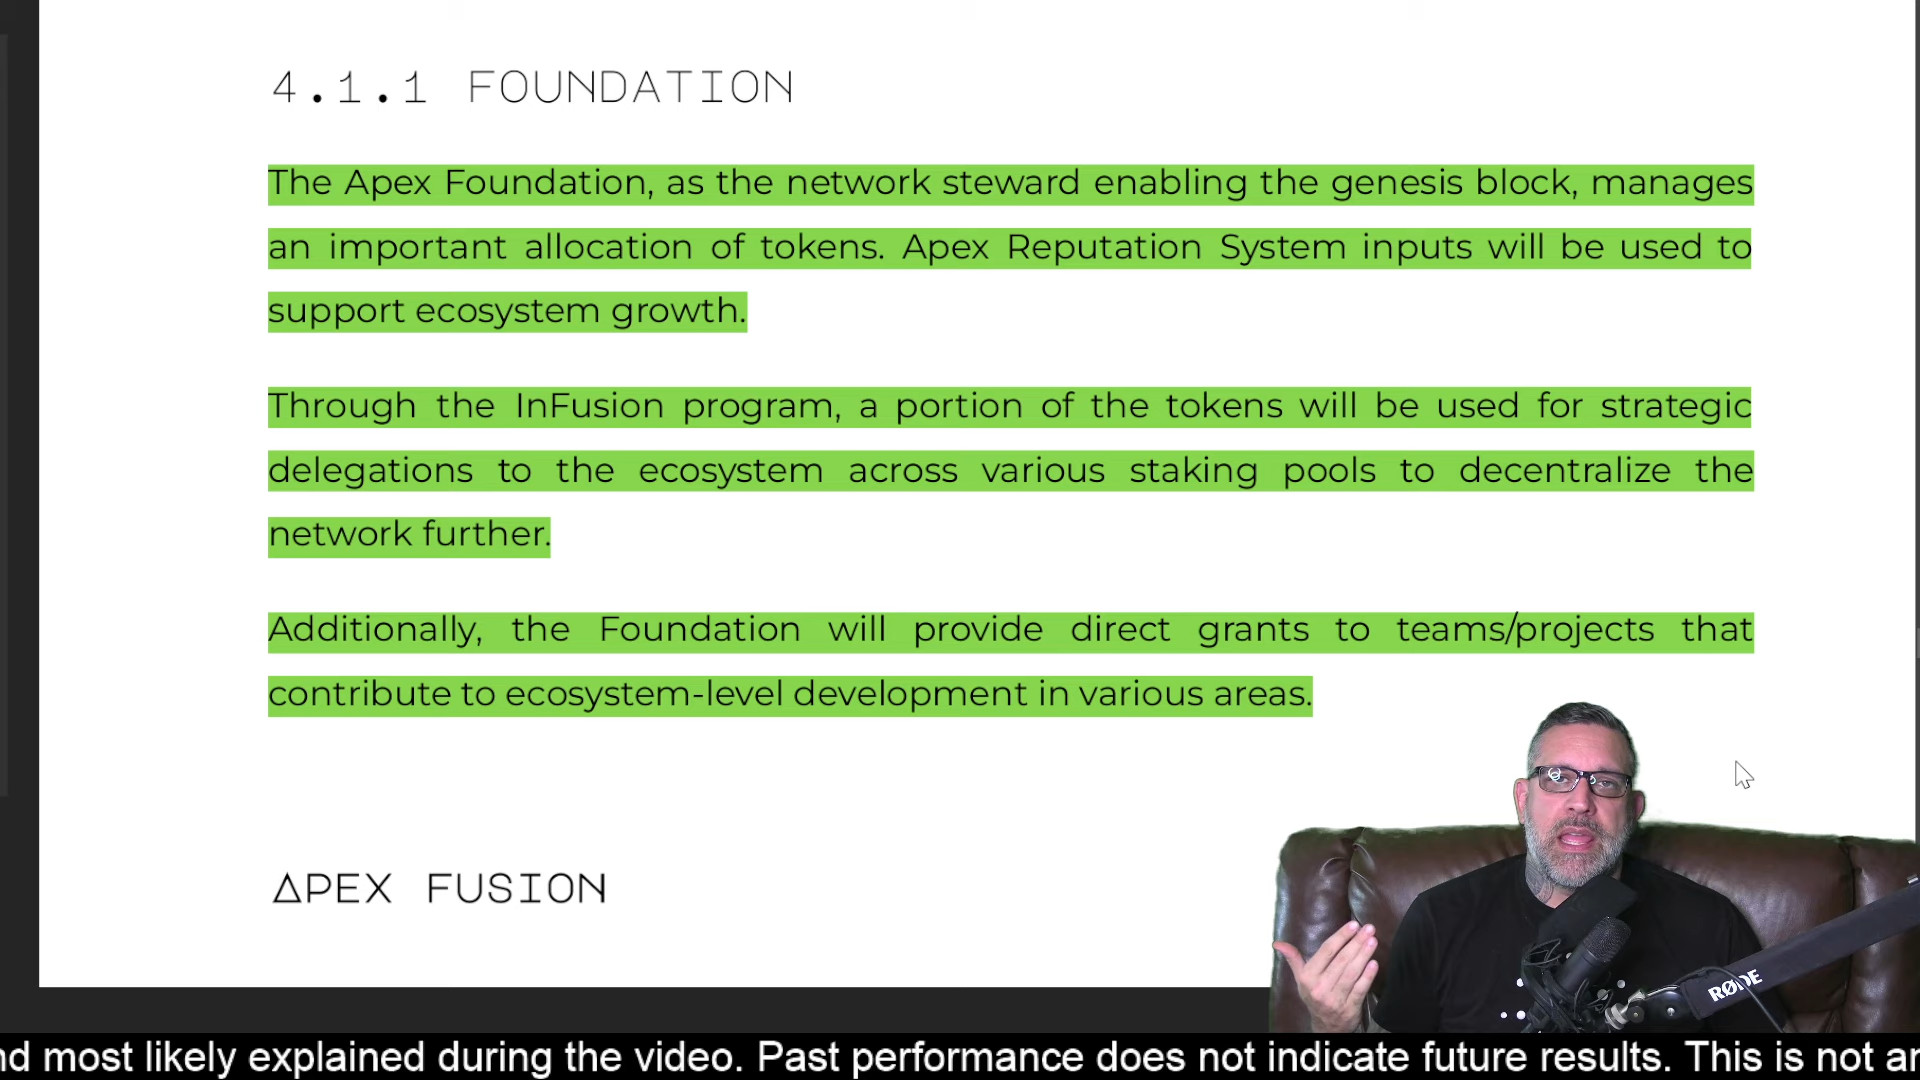 4.1.1 FOUNDATION
The Apex Foundation, as the network steward enabling the genesis block, manages
an important allocation of tokens. Apex Reputation System inputs will be used to
support ecosystem growth.
Through the InFusion program, a portion of the tokens will be used for strategic
delegations to the ecosystem across various staking pools to decentralize the
network further.
Additionally, the Foundation will provide direct grants to teams/projects that
contribute to ecosystem-level development in various areas.
ΔPEX FUSION
RØDE
most likely explained during the video. Past performance does not indicate future results. This is not